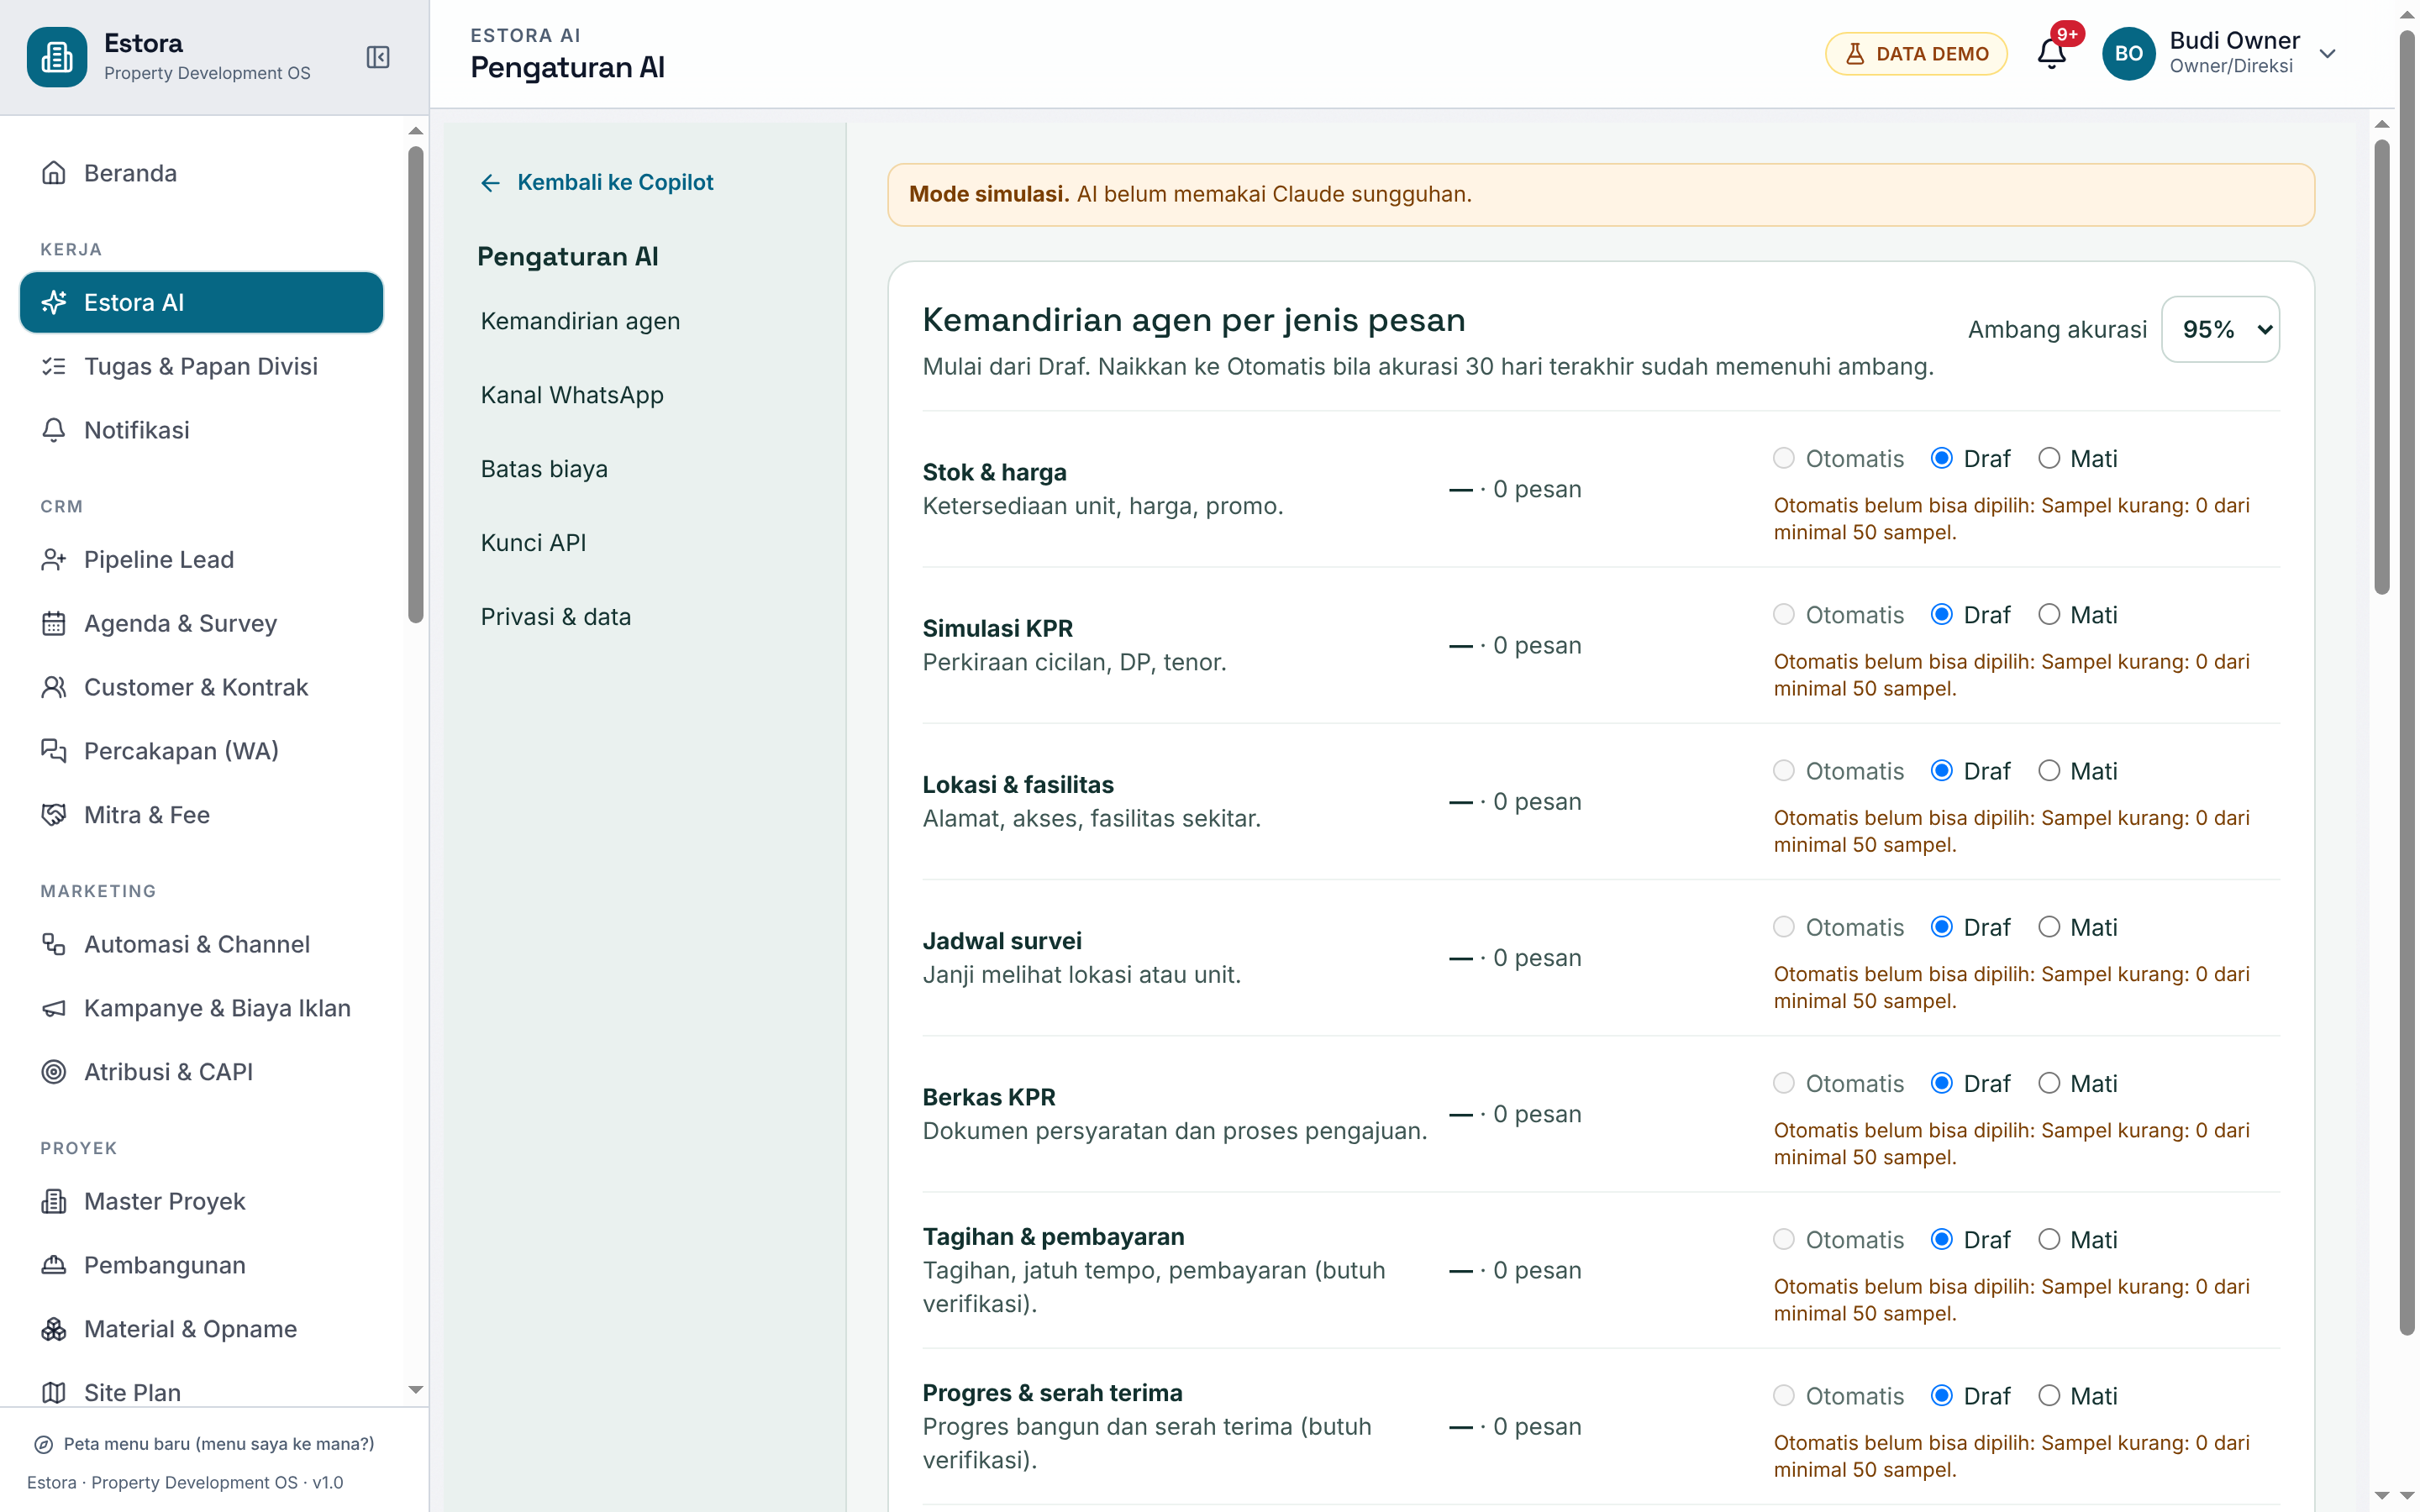 Estora
Property Development OS
Beranda
KERJA
Estora AI
Tugas & Papan Divisi
Notifikasi
CRM
Pipeline Lead
Agenda & Survey
Customer & Kontrak
Percakapan (WA)
Mitra & Fee
MARKETING
Automasi & Channel
Kampanye & Biaya Iklan
Atribusi & CAPI
PROYEK
Master Proyek
Pembangunan
Material & Opname
Site Plan
Peta menu baru (menu saya ke mana?)
Estora · Property Development OS · v1.0
ESTORA AI
Pengaturan AI
DATA DEMO
9+
BO
Budi Owner
Owner/Direksi
Kembali ke Copilot
Pengaturan AI
Kemandirian agen
Kanal WhatsApp
Batas biaya
Kunci API
Privasi & data
Mode simulasi. AI belum memakai Claude sungguhan.
Kemandirian agen per jenis pesan
Mulai dari Draf. Naikkan ke Otomatis bila akurasi 30 hari terakhir sudah memenuhi ambang.
Ambang akurasi 95%
Stok & harga
Ketersediaan unit, harga, promo.
— · 0 pesan
Otomatis Draf Mati
Otomatis belum bisa dipilih: Sampel kurang: 0 dari
minimal 50 sampel.
Simulasi KPR
Perkiraan cicilan, DP, tenor.
— · 0 pesan
Otomatis Draf Mati
Otomatis belum bisa dipilih: Sampel kurang: 0 dari
minimal 50 sampel.
Lokasi & fasilitas
Alamat, akses, fasilitas sekitar.
— · 0 pesan
Otomatis Draf Mati
Otomatis belum bisa dipilih: Sampel kurang: 0 dari
minimal 50 sampel.
Jadwal survei
Janji melihat lokasi atau unit.
— · 0 pesan
Otomatis Draf Mati
Otomatis belum bisa dipilih: Sampel kurang: 0 dari
minimal 50 sampel.
Berkas KPR
Dokumen persyaratan dan proses pengajuan.
— · 0 pesan
Otomatis Draf Mati
Otomatis belum bisa dipilih: Sampel kurang: 0 dari
minimal 50 sampel.
Tagihan & pembayaran
Tagihan, jatuh tempo, pembayaran (butuh
verifikasi).
— · 0 pesan
Otomatis Draf Mati
Otomatis belum bisa dipilih: Sampel kurang: 0 dari
minimal 50 sampel.
Progres & serah terima
Progres bangun dan serah terima (butuh
verifikasi).
— · 0 pesan
Otomatis Draf Mati
Otomatis belum bisa dipilih: Sampel kurang: 0 dari
minimal 50 sampel.